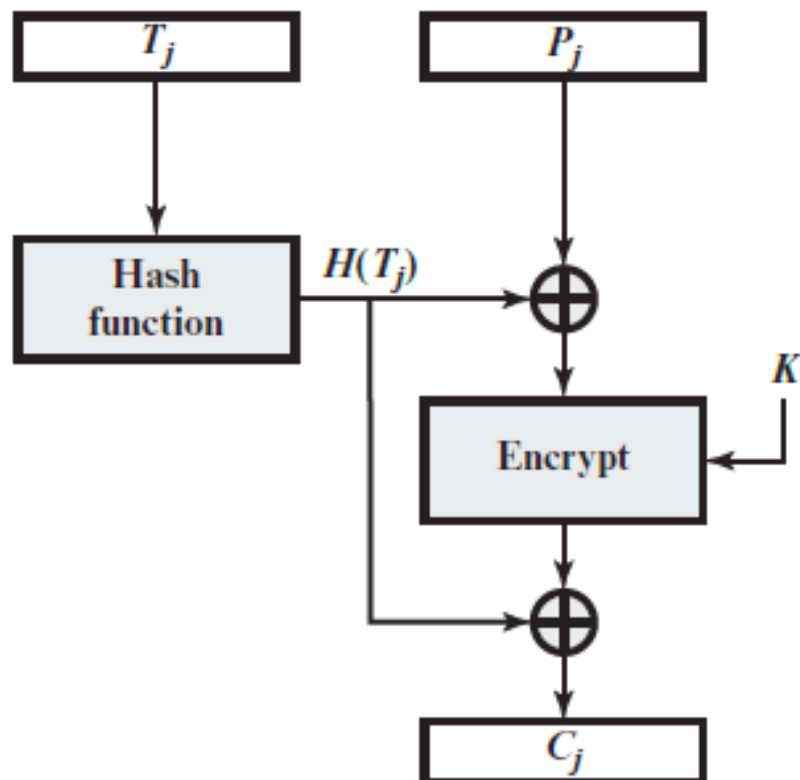 T_j
P_j
Hash
function
H(T_j)
K
Encrypt
C_j